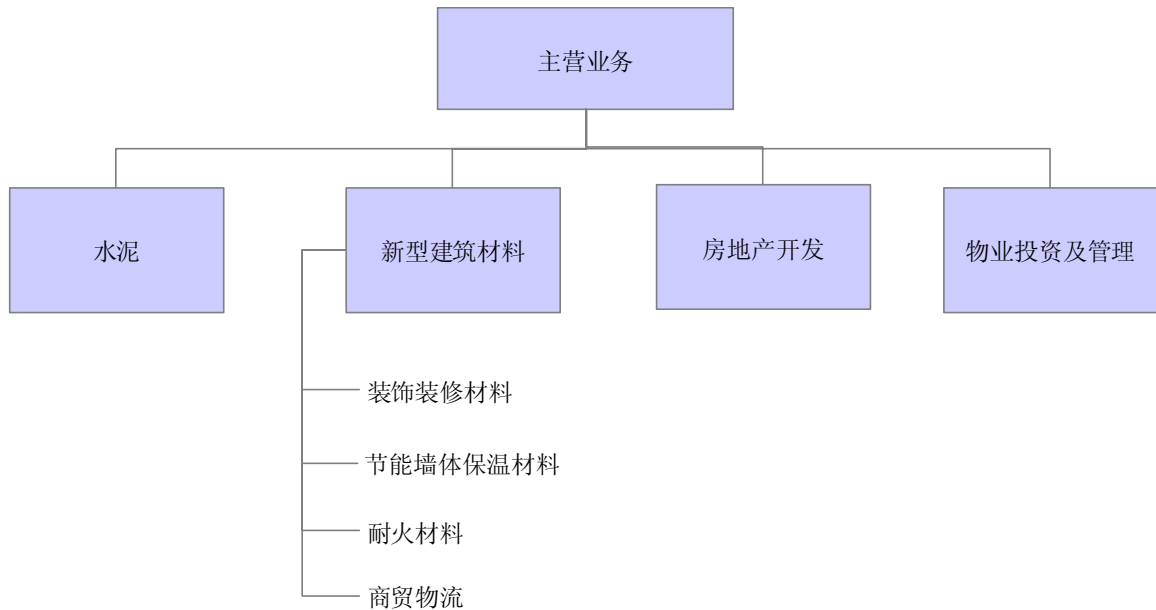 主营业务
水泥
新型建筑材料
房地产开发
物业投资及管理
装饰装修材料
节能墙体保温材料
耐火材料
商贸物流